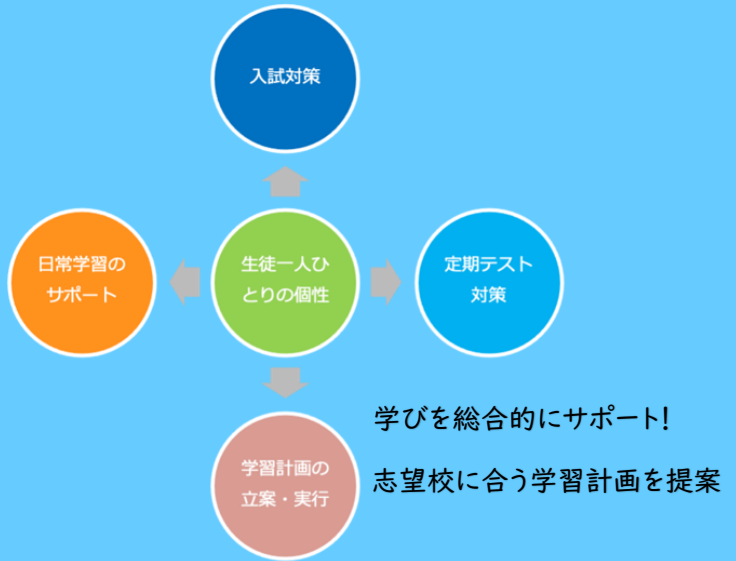 入試対策
日常学習の
サポート
生徒一人ひ
とりの個性
定期テスト
対策
学びを総合的にサポート!
学習計画の
立案・実行
志望校に合う学習計画を提案